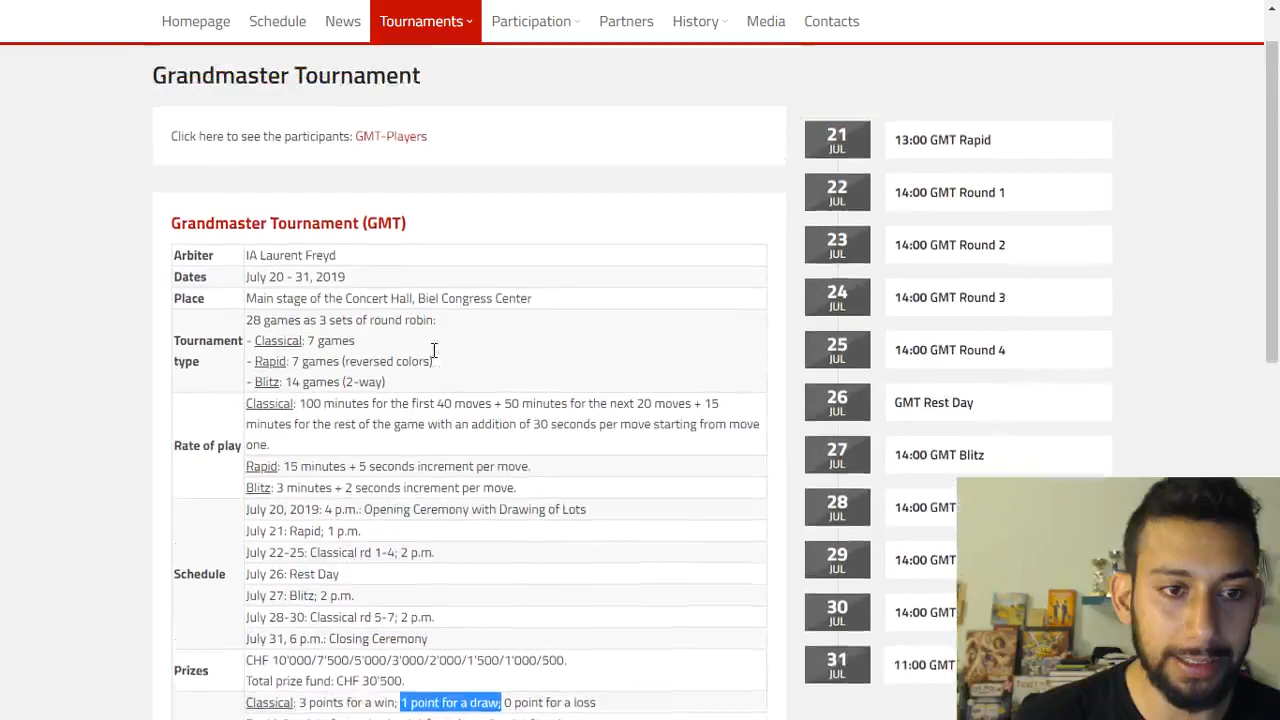 Homepage Schedule News Tournaments Participation Partners History Media Contacts
Grandmaster Tournament
Click here to see the participants: GMT-Players
Grandmaster Tournament (GMT)
Arbiter IA Laurent Freyd
Dates July 20 - 31, 2019
Place Main stage of the Concert Hall, Biel Congress Center
Tournament type
28 games as 3 sets of round robin:
- Classical: 7 games
- Rapid: 7 games (reversed colors)
- Blitz: 14 games (2-way)
Rate of play
Classical: 100 minutes for the first 40 moves + 50 minutes for the next 20 moves + 15
minutes for the rest of the game with an addition of 30 seconds per move starting from move
one.
Rapid: 15 minutes + 5 seconds increment per move.
Blitz: 3 minutes + 2 seconds increment per move.
Schedule
July 20, 2019: 4 p.m.: Opening Ceremony with Drawing of Lots
July 21: Rapid; 1 p.m.
July 22-25: Classical rd 1-4; 2 p.m.
July 26: Rest Day
July 27: Blitz; 2 p.m.
July 28-30: Classical rd 5-7; 2 p.m.
July 31, 6 p.m.: Closing Ceremony
Prizes
CHF 10'000/7'500/5'000/3'000/2'000/1'500/1'000/500.
Total prize fund: CHF 30'500.
Classical: 3 points for a win; 1 point for a draw; 0 point for a loss
21 JUL 13:00 GMT Rapid
22 JUL 14:00 GMT Round 1
23 JUL 14:00 GMT Round 2
24 JUL 14:00 GMT Round 3
25 JUL 14:00 GMT Round 4
26 JUL GMT Rest Day
27 JUL 14:00 GMT Blitz
28 JUL 14:00 GMT
29 JUL 14:00 GMT
30 JUL 14:00 GMT
31 JUL 11:00 GMT